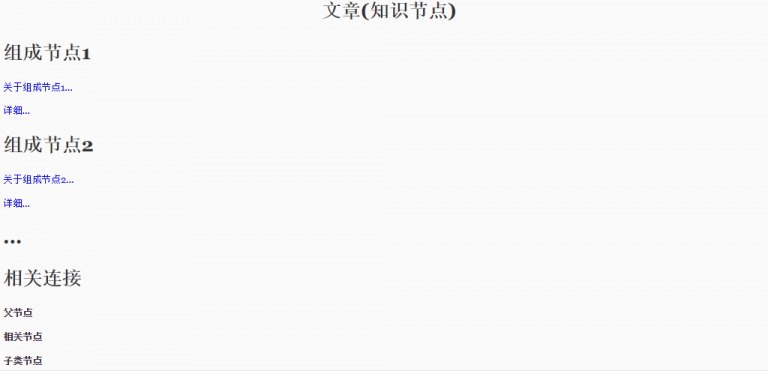 文章(知识节点)
组成节点1
关于组成节点1...
详细...
组成节点2
关于组成节点2...
详细...
...
相关连接
父节点
相关节点
子类节点